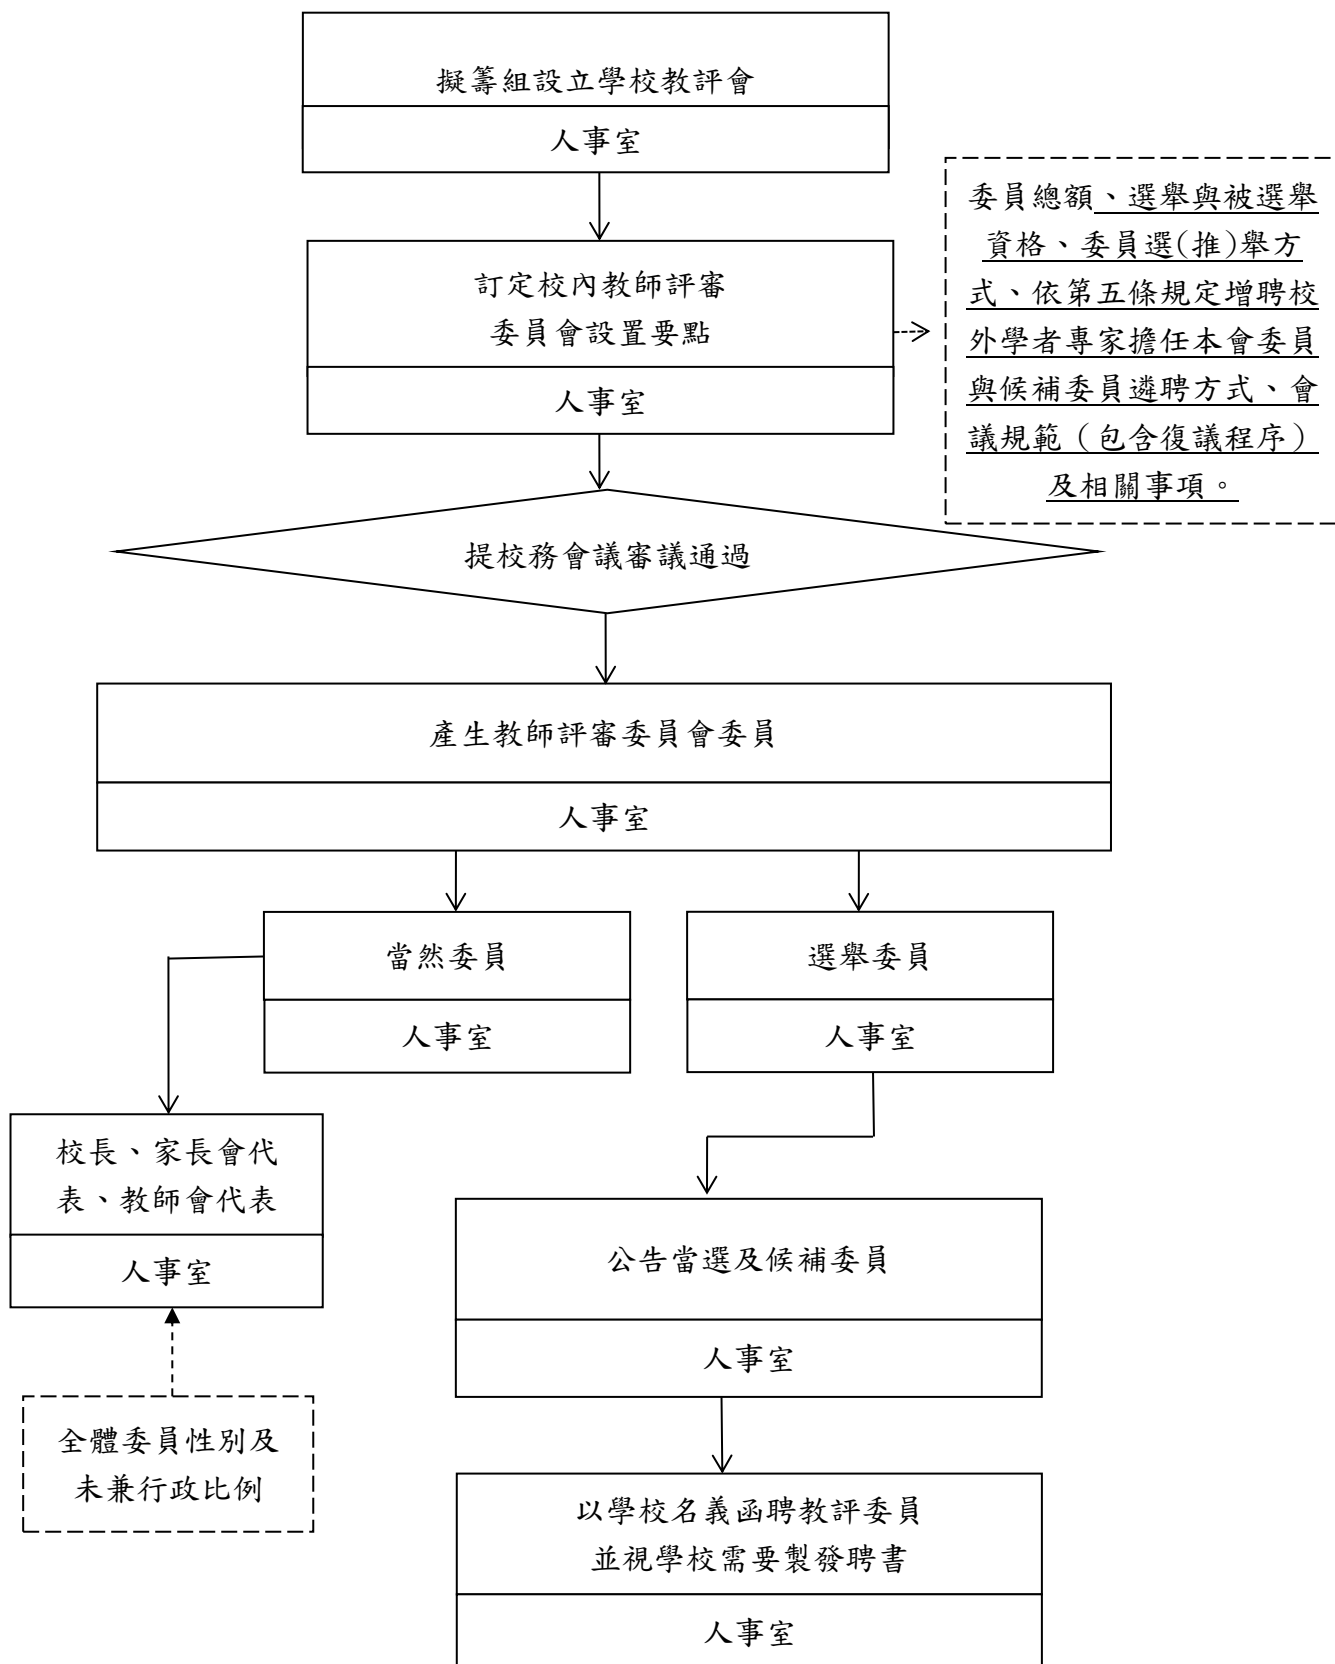 擬籌組設立學校教評會
人事室
訂定校內教師評審
委員會設置要點
人事室
委員總額、選舉與被選舉
資格、委員選(推)舉方
式、依第五條規定增聘校
外學者專家擔任本會委員
與候補委員遴聘方式、會
議規範（包含復議程序）
及相關事項。
提校務會議審議通過
產生教師評審委員會委員
人事室
當然委員
人事室
選舉委員
人事室
校長、家長會代
表、教師會代表
人事室
公告當選及候補委員
人事室
全體委員性別及
未兼行政比例
以學校名義函聘教評委員
並視學校需要製發聘書
人事室